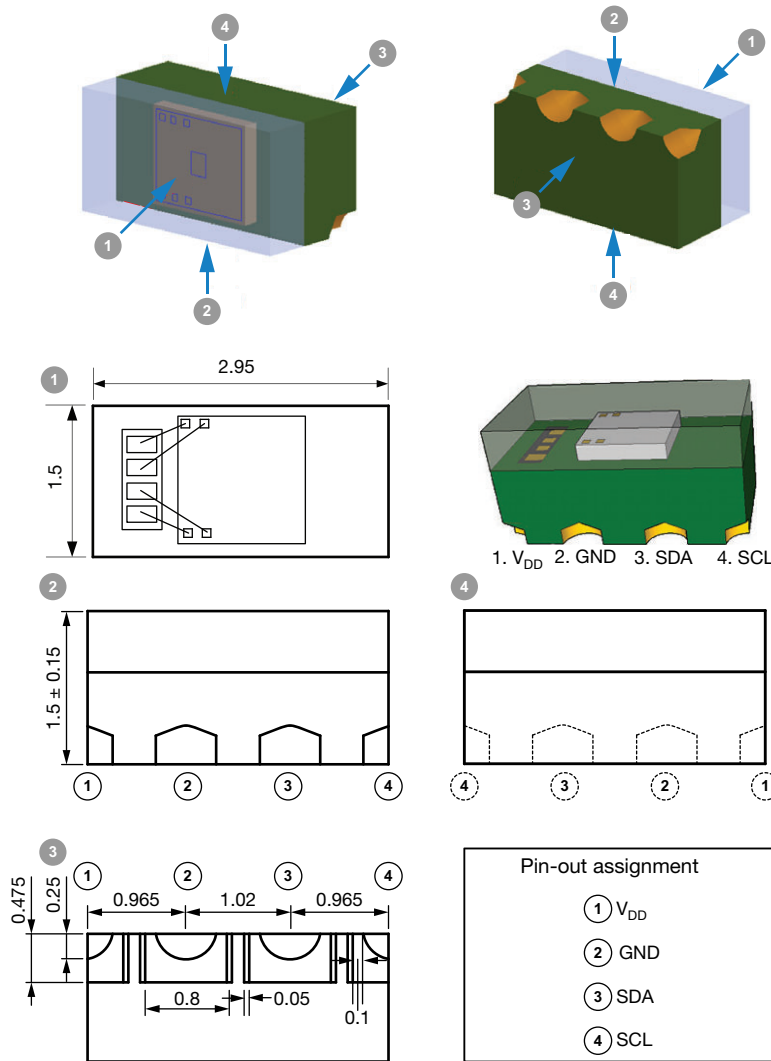 4
3
1
2
2
1
3
4
1
2.95
1.5
1. VDD 2. GND 3. SDA 4. SCL
2
1.5 ± 0.15
1 2 3 4
4
4 3 2 1
3
1 2 3 4
0.475
0.25
0.965 1.02 0.965
0.8
0.05
0.1
Pin-out assignment
1 VDD
2 GND
3 SDA
4 SCL